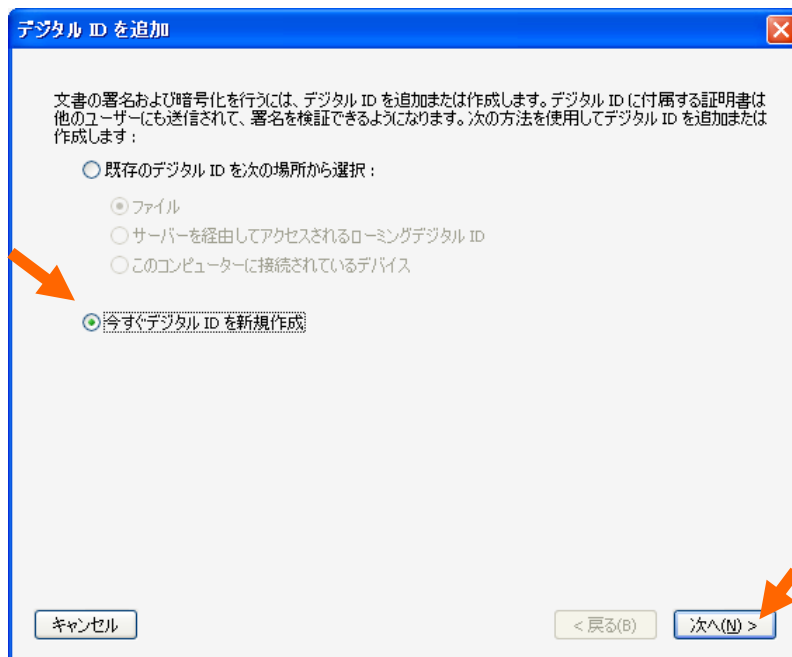 デジタル ID を追加
文書の署名および暗号化を行うには、デジタル ID を追加または作成します。デジタル ID に付属する証明書は
他のユーザーにも送信されて、署名を検証できるようになります。次の方法を使用してデジタル ID を追加または
作成します：
既存のデジタル ID を次の場所から選択：
ファイル
サーバーを経由してアクセスされるローミングデジタル ID
このコンピューターに接続されているデバイス
今すぐデジタル ID を新規作成
キャンセル
< 戻る(B)
次へ(N) >